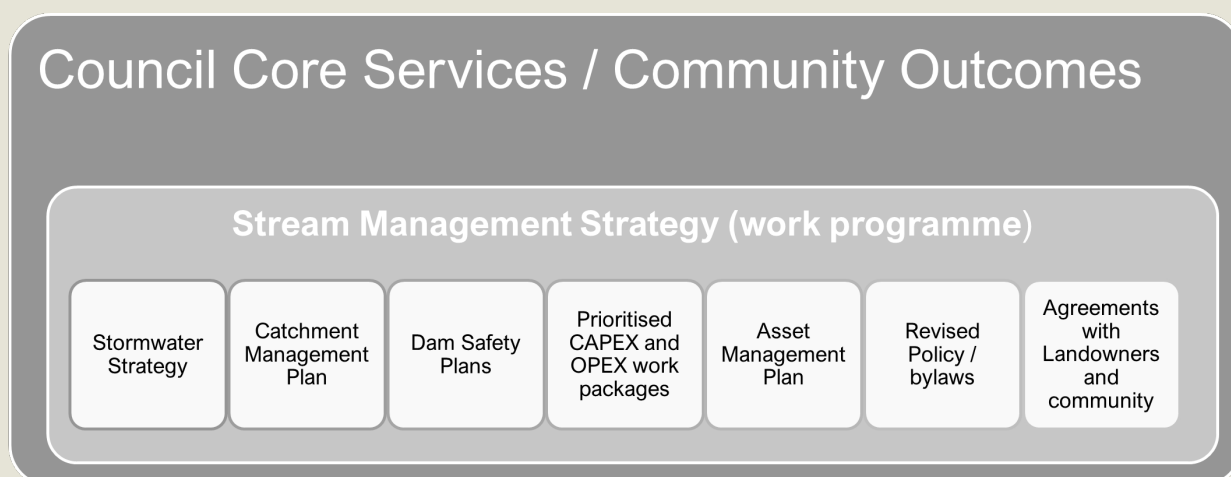 Council Core Services / Community Outcomes
Stream Management Strategy (work programme)
Stormwater
Strategy
Catchment
Management
Plan
Dam Safety
Plans
Prioritised
CAPEX and
OPEX work
packages
Asset
Management
Plan
Revised
Policy /
bylaws
Agreements
with
Landowners
and
community